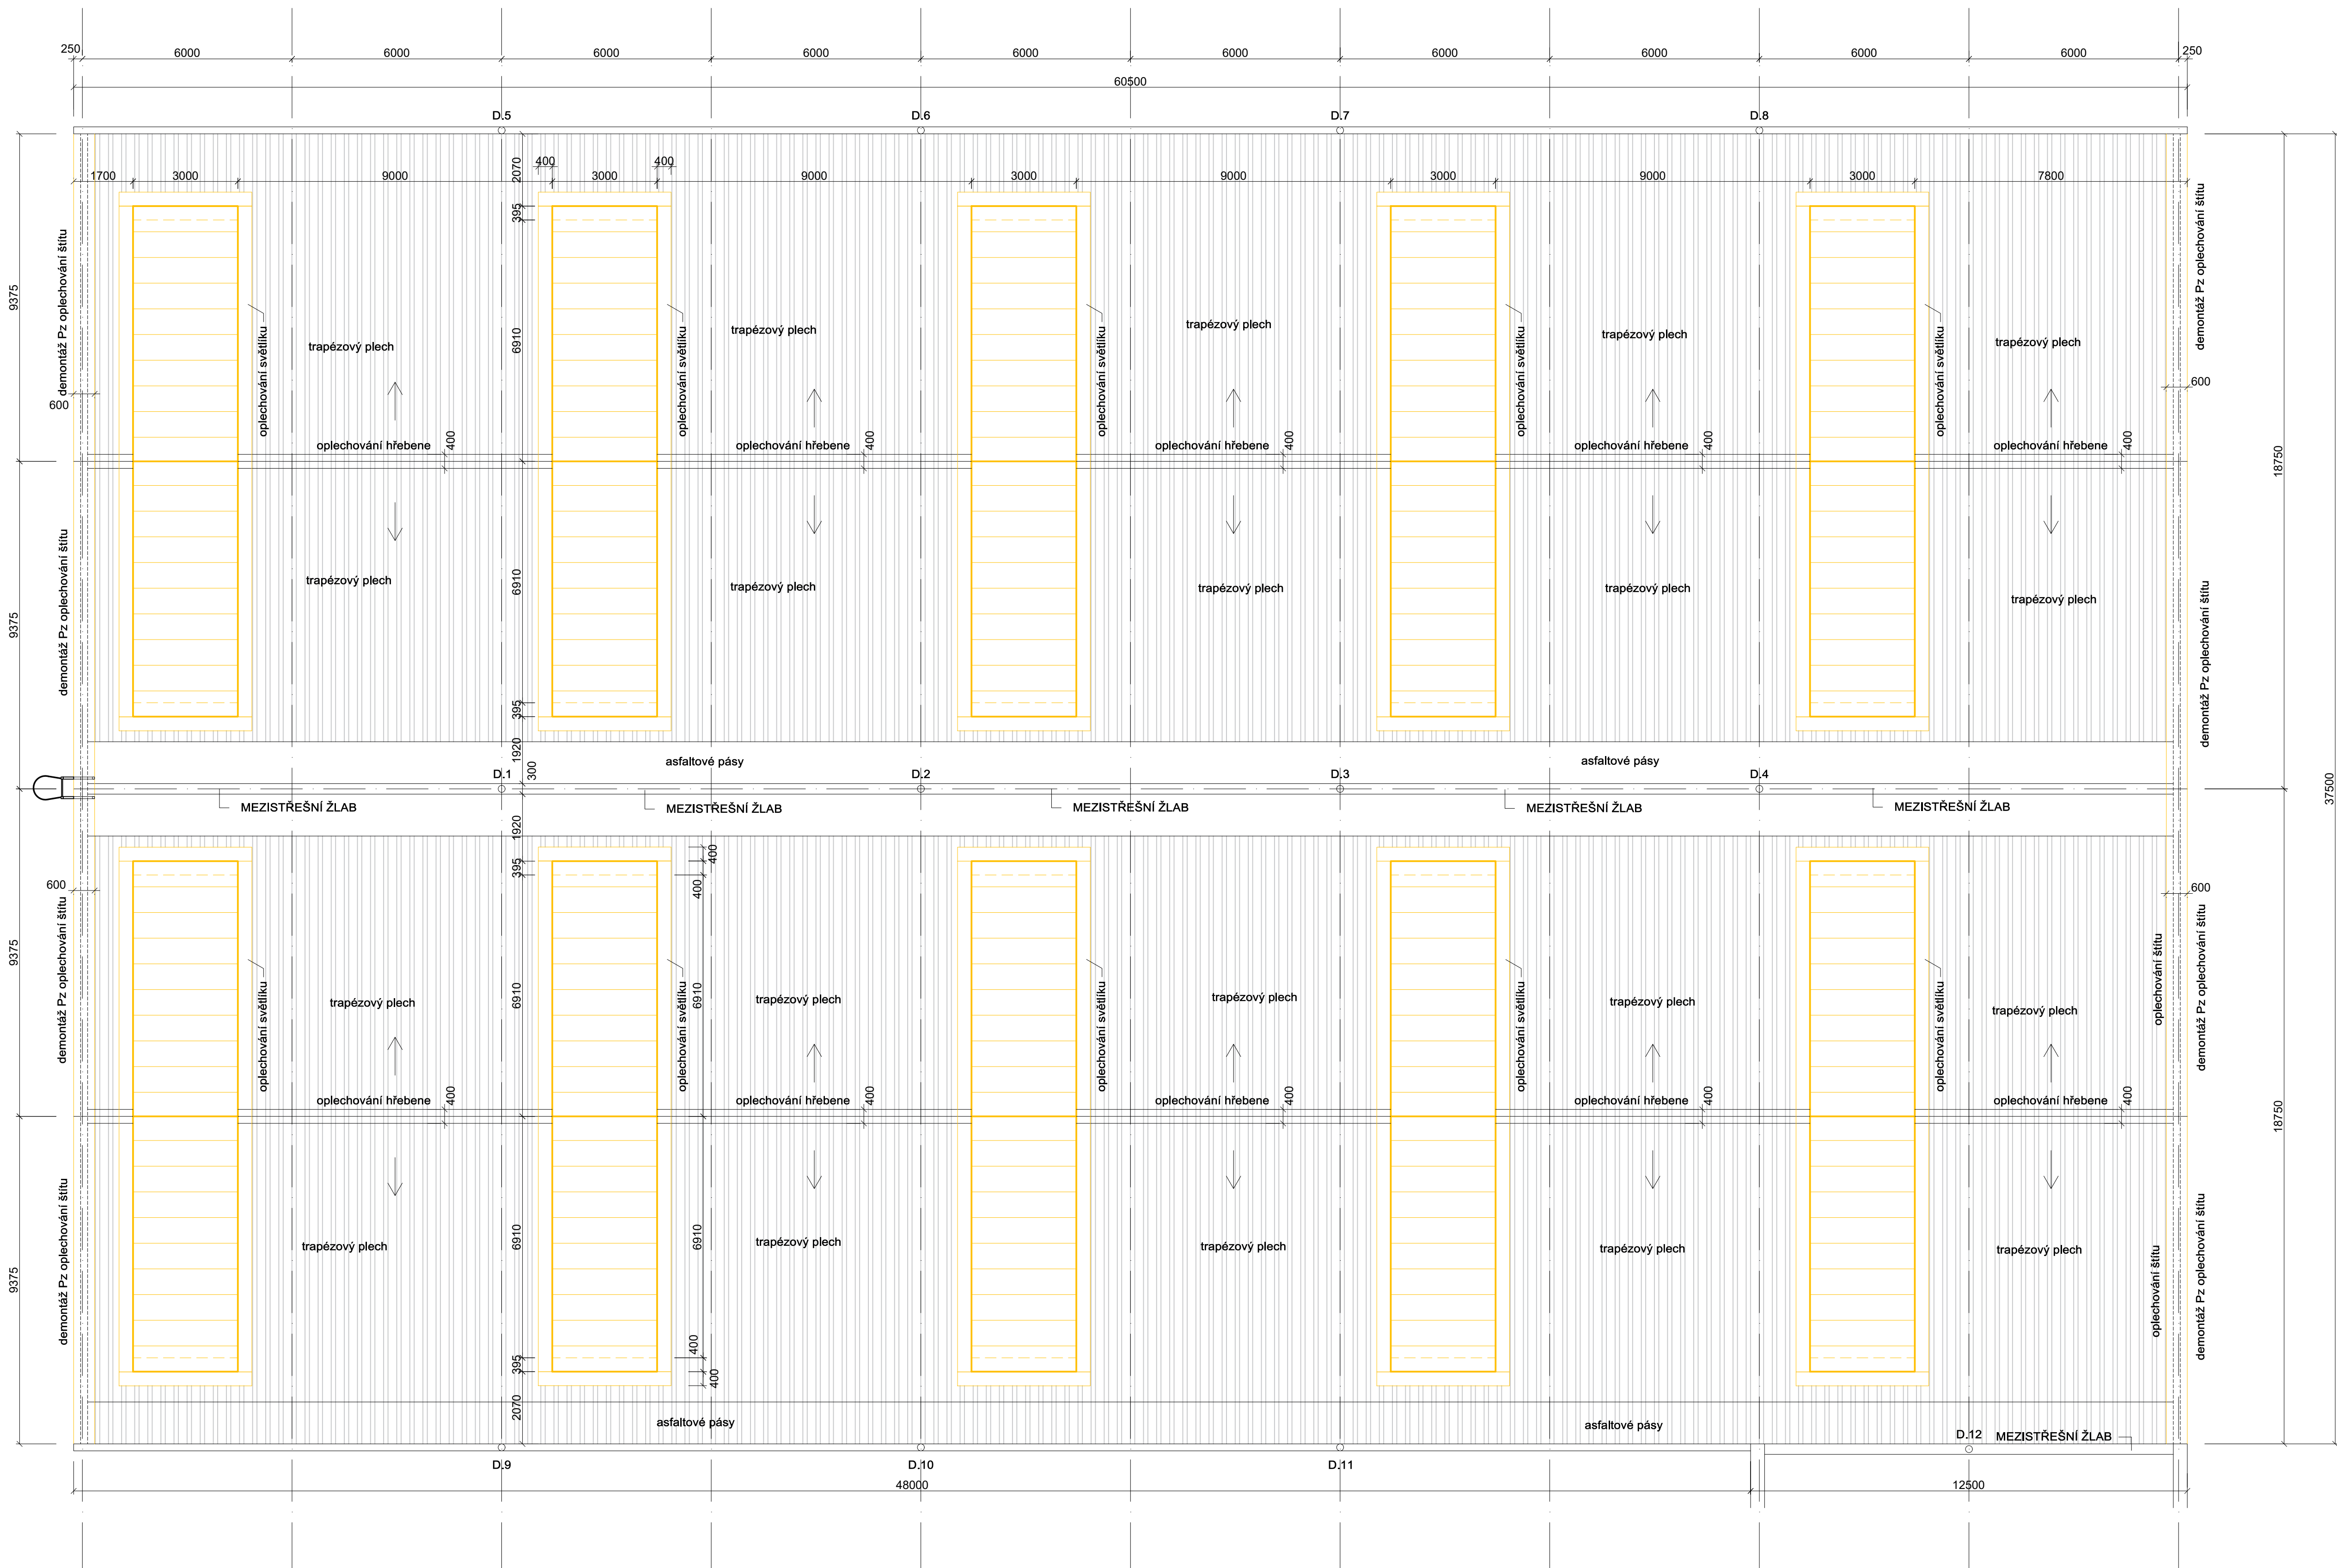 250 6000 6000 6000 6000 6000 6000 6000 6000 6000 6000 250
60500
D.5 D.6 D.7 D.8
2070 400 400
1700 3000 9000 3000 9000 3000 9000 3000 9000 3000 7800
395
demontáž Pz oplechování štítu
demontáž Pz oplechování štítu
9375
6910
18750
oplechování světlíku
oplechování světlíku
oplechování světlíku
oplechování světlíku
oplechování světlíku
trapézový plech
trapézový plech
trapézový plech
trapézový plech
trapézový plech
600 600
oplechování hřebene 400
oplechování hřebene 400
oplechování hřebene 400
oplechování hřebene 400
oplechování hřebene 400
demontáž Pz oplechování štítu
demontáž Pz oplechování štítu
9375
6910
trapézový plech
trapézový plech
trapézový plech
trapézový plech
trapézový plech
395
1920
300
asfaltové pásy
asfaltové pásy
D.1 D.2 D.3 D.4
37500
MEZISTŘEŠNÍ ŽLAB
MEZISTŘEŠNÍ ŽLAB
MEZISTŘEŠNÍ ŽLAB
MEZISTŘEŠNÍ ŽLAB
MEZISTŘEŠNÍ ŽLAB
1920
395
400
400
600 600
demontáž Pz oplechování štítu
oplechování štítu
demontáž Pz oplechování štítu
9375
6910
6910
18750
oplechování světlíku
oplechování světlíku
oplechování světlíku
oplechování světlíku
oplechování světlíku
trapézový plech
trapézový plech
trapézový plech
trapézový plech
trapézový plech
oplechování hřebene 400
oplechování hřebene 400
oplechování hřebene 400
oplechování hřebene 400
oplechování hřebene 400
demontáž Pz oplechování štítu
oplechování štítu
demontáž Pz oplechování štítu
9375
6910
6910
trapézový plech
trapézový plech
trapézový plech
trapézový plech
trapézový plech
395
400
400
2070
asfaltové pásy
asfaltové pásy
D.12 MEZISTŘEŠNÍ ŽLAB
D.9 D.10 D.11
48000 12500